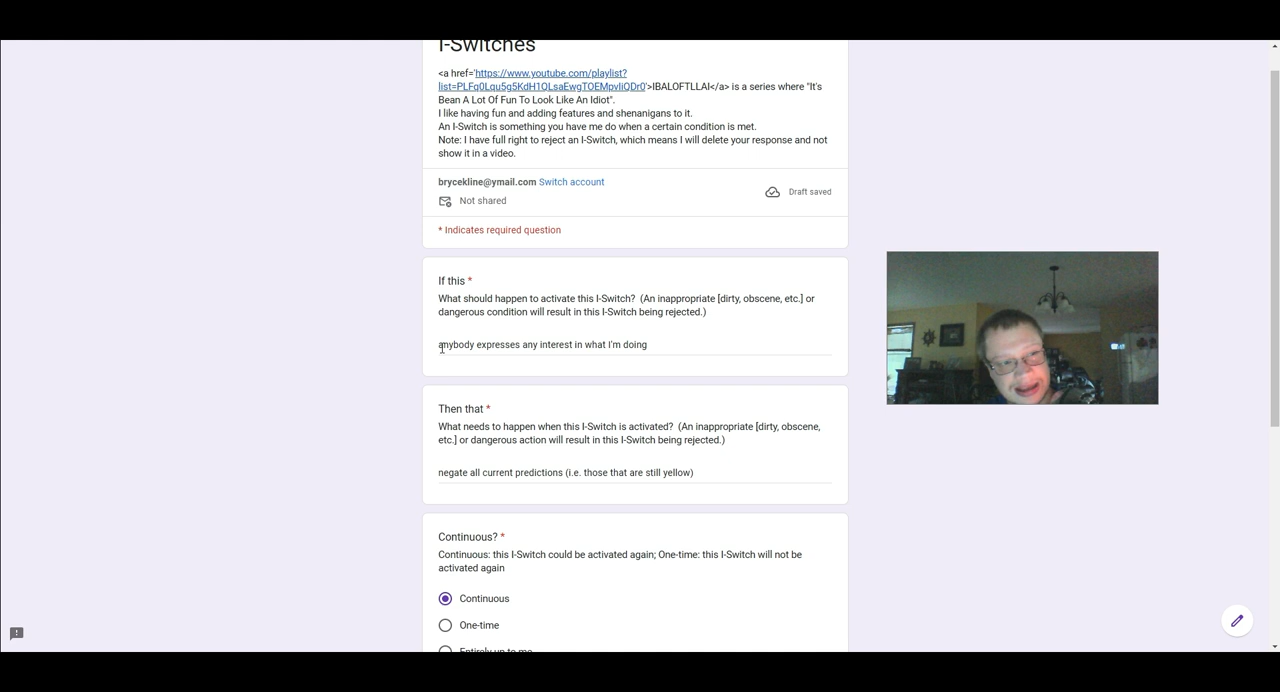 I-Switches
<a href='https://www.youtube.com/playlist?
list=PLFq0Lqu5g5KdH1OLsaEwgTOEMpvIiQDr0'>IBALOFTLLAI</a> is a series where "It's
Bean A Lot Of Fun To Look Like An Idiot".
I like having fun and adding features and shenanigans to it.
An I-Switch is something you have me do when a certain condition is met.
Note: I have full right to reject an I-Switch, which means I will delete your response and not
show it in a video.
brycekline@ymail.com Switch account
Draft saved
Not shared
* Indicates required question
If this *
What should happen to activate this I-Switch? (An inappropriate [dirty, obscene, etc.] or
dangerous condition will result in this I-Switch being rejected.)
anybody expresses any interest in what I'm doing
Then that *
What needs to happen when this I-Switch is activated? (An inappropriate [dirty, obscene,
etc.] or dangerous action will result in this I-Switch being rejected.)
negate all current predictions (i.e. those that are still yellow)
Continuous? *
Continuous: this I-Switch could be activated again; One-time: this I-Switch will not be
activated again
Continuous
One-time
Entirely up to me